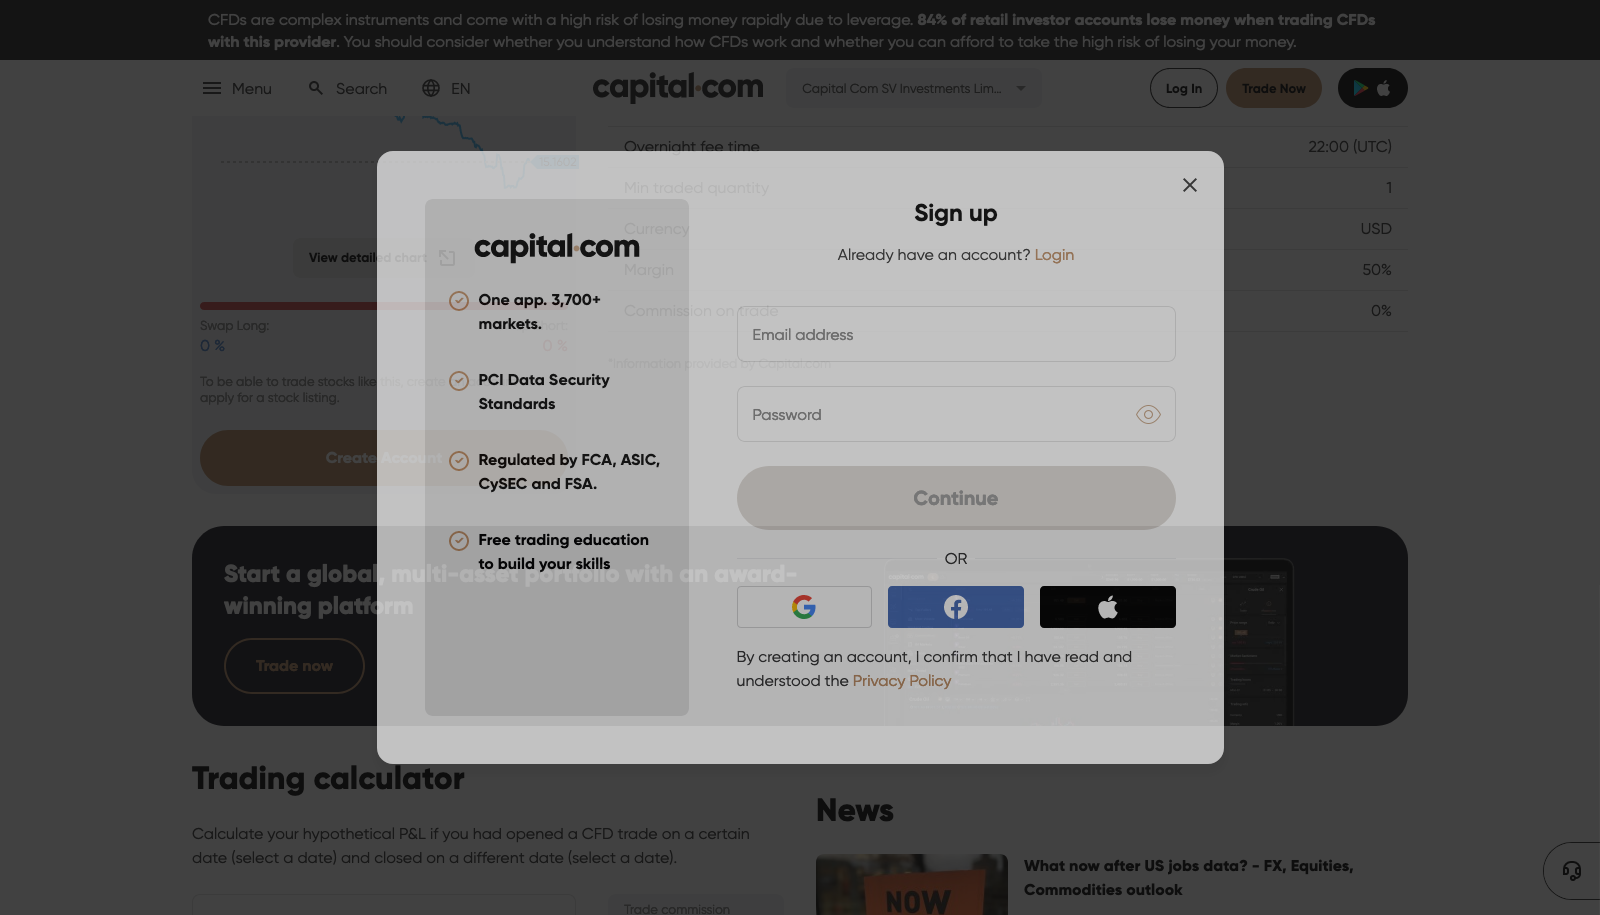 CFDs are complex instruments and come with a high risk of losing money rapidly due to leverage. 84% of retail investor accounts lose money when trading CFDs
with this provider. You should consider whether you understand how CFDs work and whether you can afford to take the high risk of losing your money.
Menu
Search
EN
capital.com
Capital Com SV Investments Lim...
Log In
Trade Now
Overnight fee time
22:00 (UTC)
Min traded quantity
1
Currency
USD
Margin
50%
Commission on trade
0%
*Information provided by Capital.com
View detailed chart
Swap Long:
0 %
0 %
To be able to trade stocks like this, create
apply for a stock listing.
Create Account
capital.com
One app. 3,700+
markets.
PCI Data Security
Standards
Regulated by FCA, ASIC,
CySEC and FSA.
Free trading education
to build your skills
Sign up
Already have an account? Login
Email address
Password
Continue
OR
By creating an account, I confirm that I have read and
understood the Privacy Policy
Start a global, multi-asset portfolio with an award-
winning platform
Trade now
Trading calculator
Calculate your hypothetical P&L if you had opened a CFD trade on a certain
date (select a date) and closed on a different date (select a date).
Trade commission
News
NOW
What now after US jobs data? - FX, Equities,
Commodities outlook